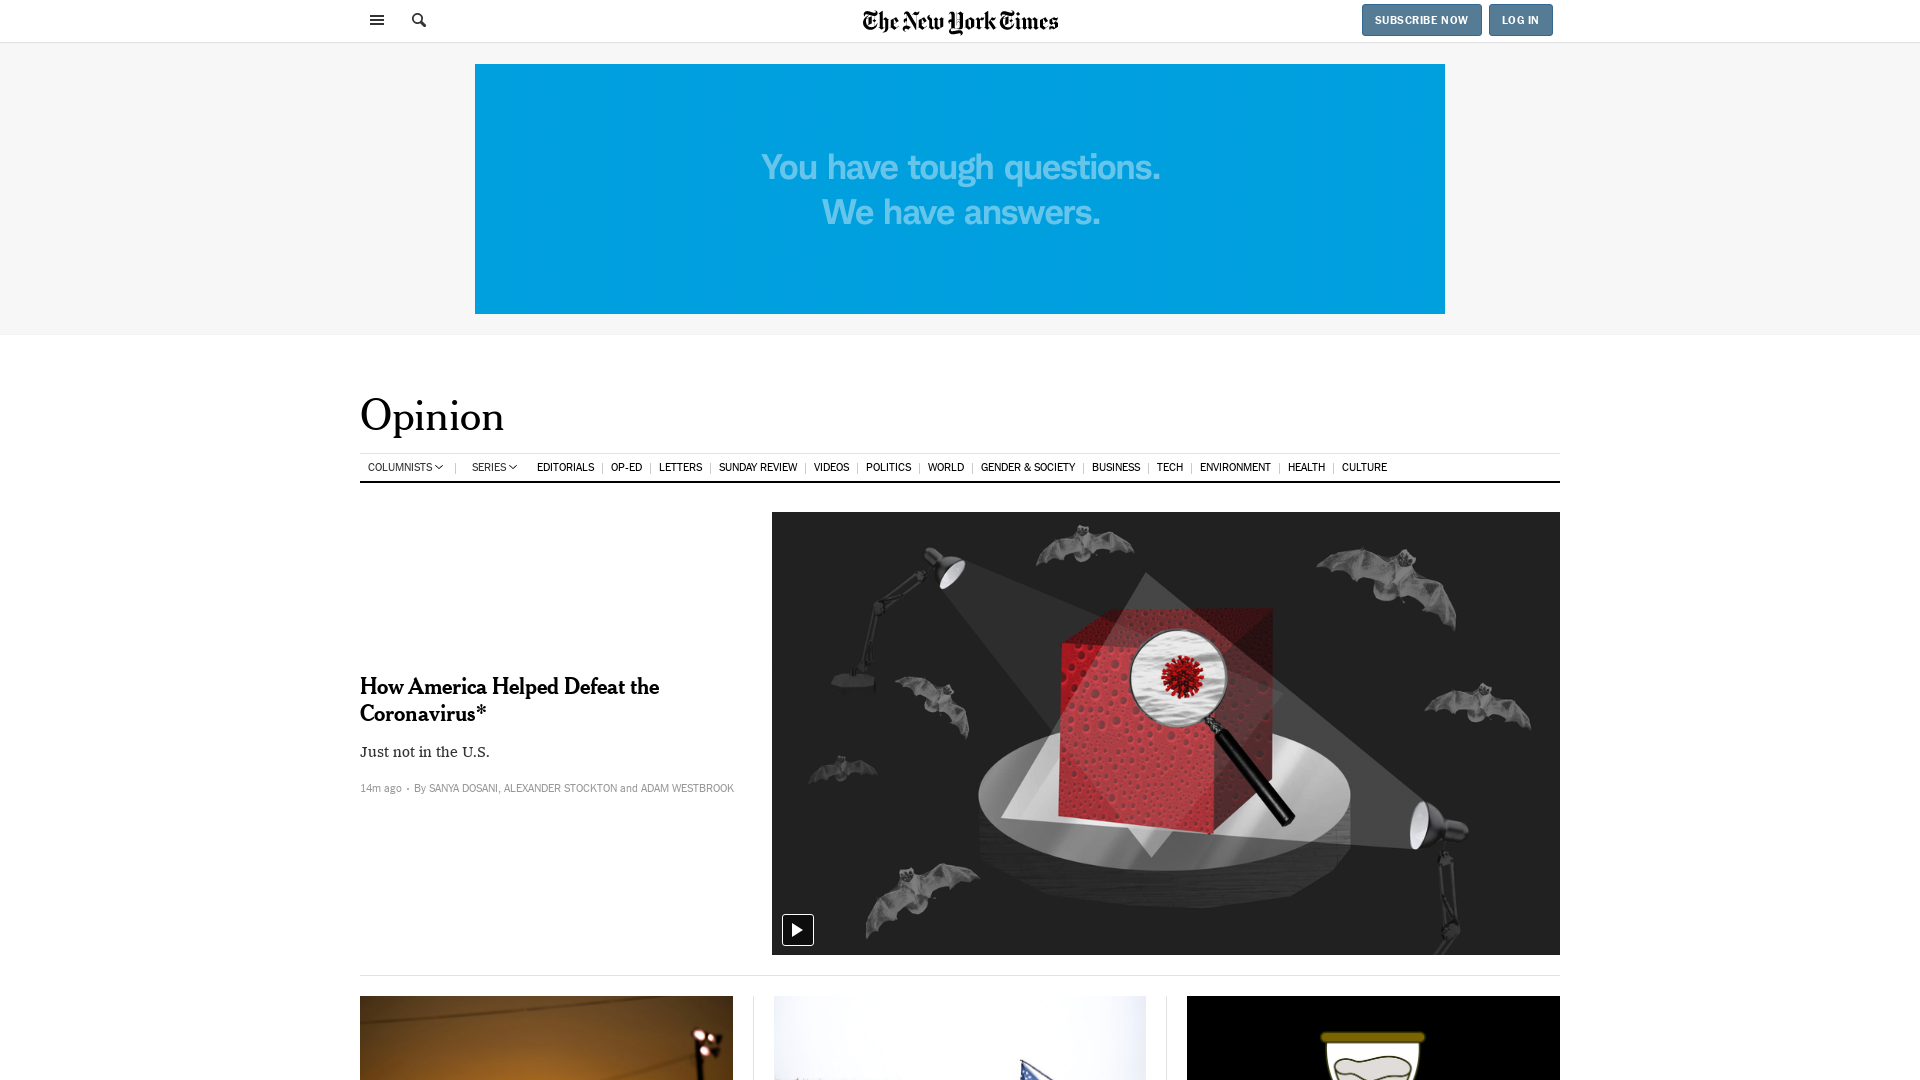 The New York Times
SUBSCRIBE NOW
LOG IN
You have tough questions.
We have answers.
Opinion
COLUMNISTS
SERIES
EDITORIALS
OP-ED
LETTERS
SUNDAY REVIEW
VIDEOS
POLITICS
WORLD
GENDER & SOCIETY
BUSINESS
TECH
ENVIRONMENT
HEALTH
CULTURE
How America Helped Defeat the
Coronavirus*
Just not in the U.S.
14m ago • By SANYA DOSANI, ALEXANDER STOCKTON and ADAM WESTBROOK